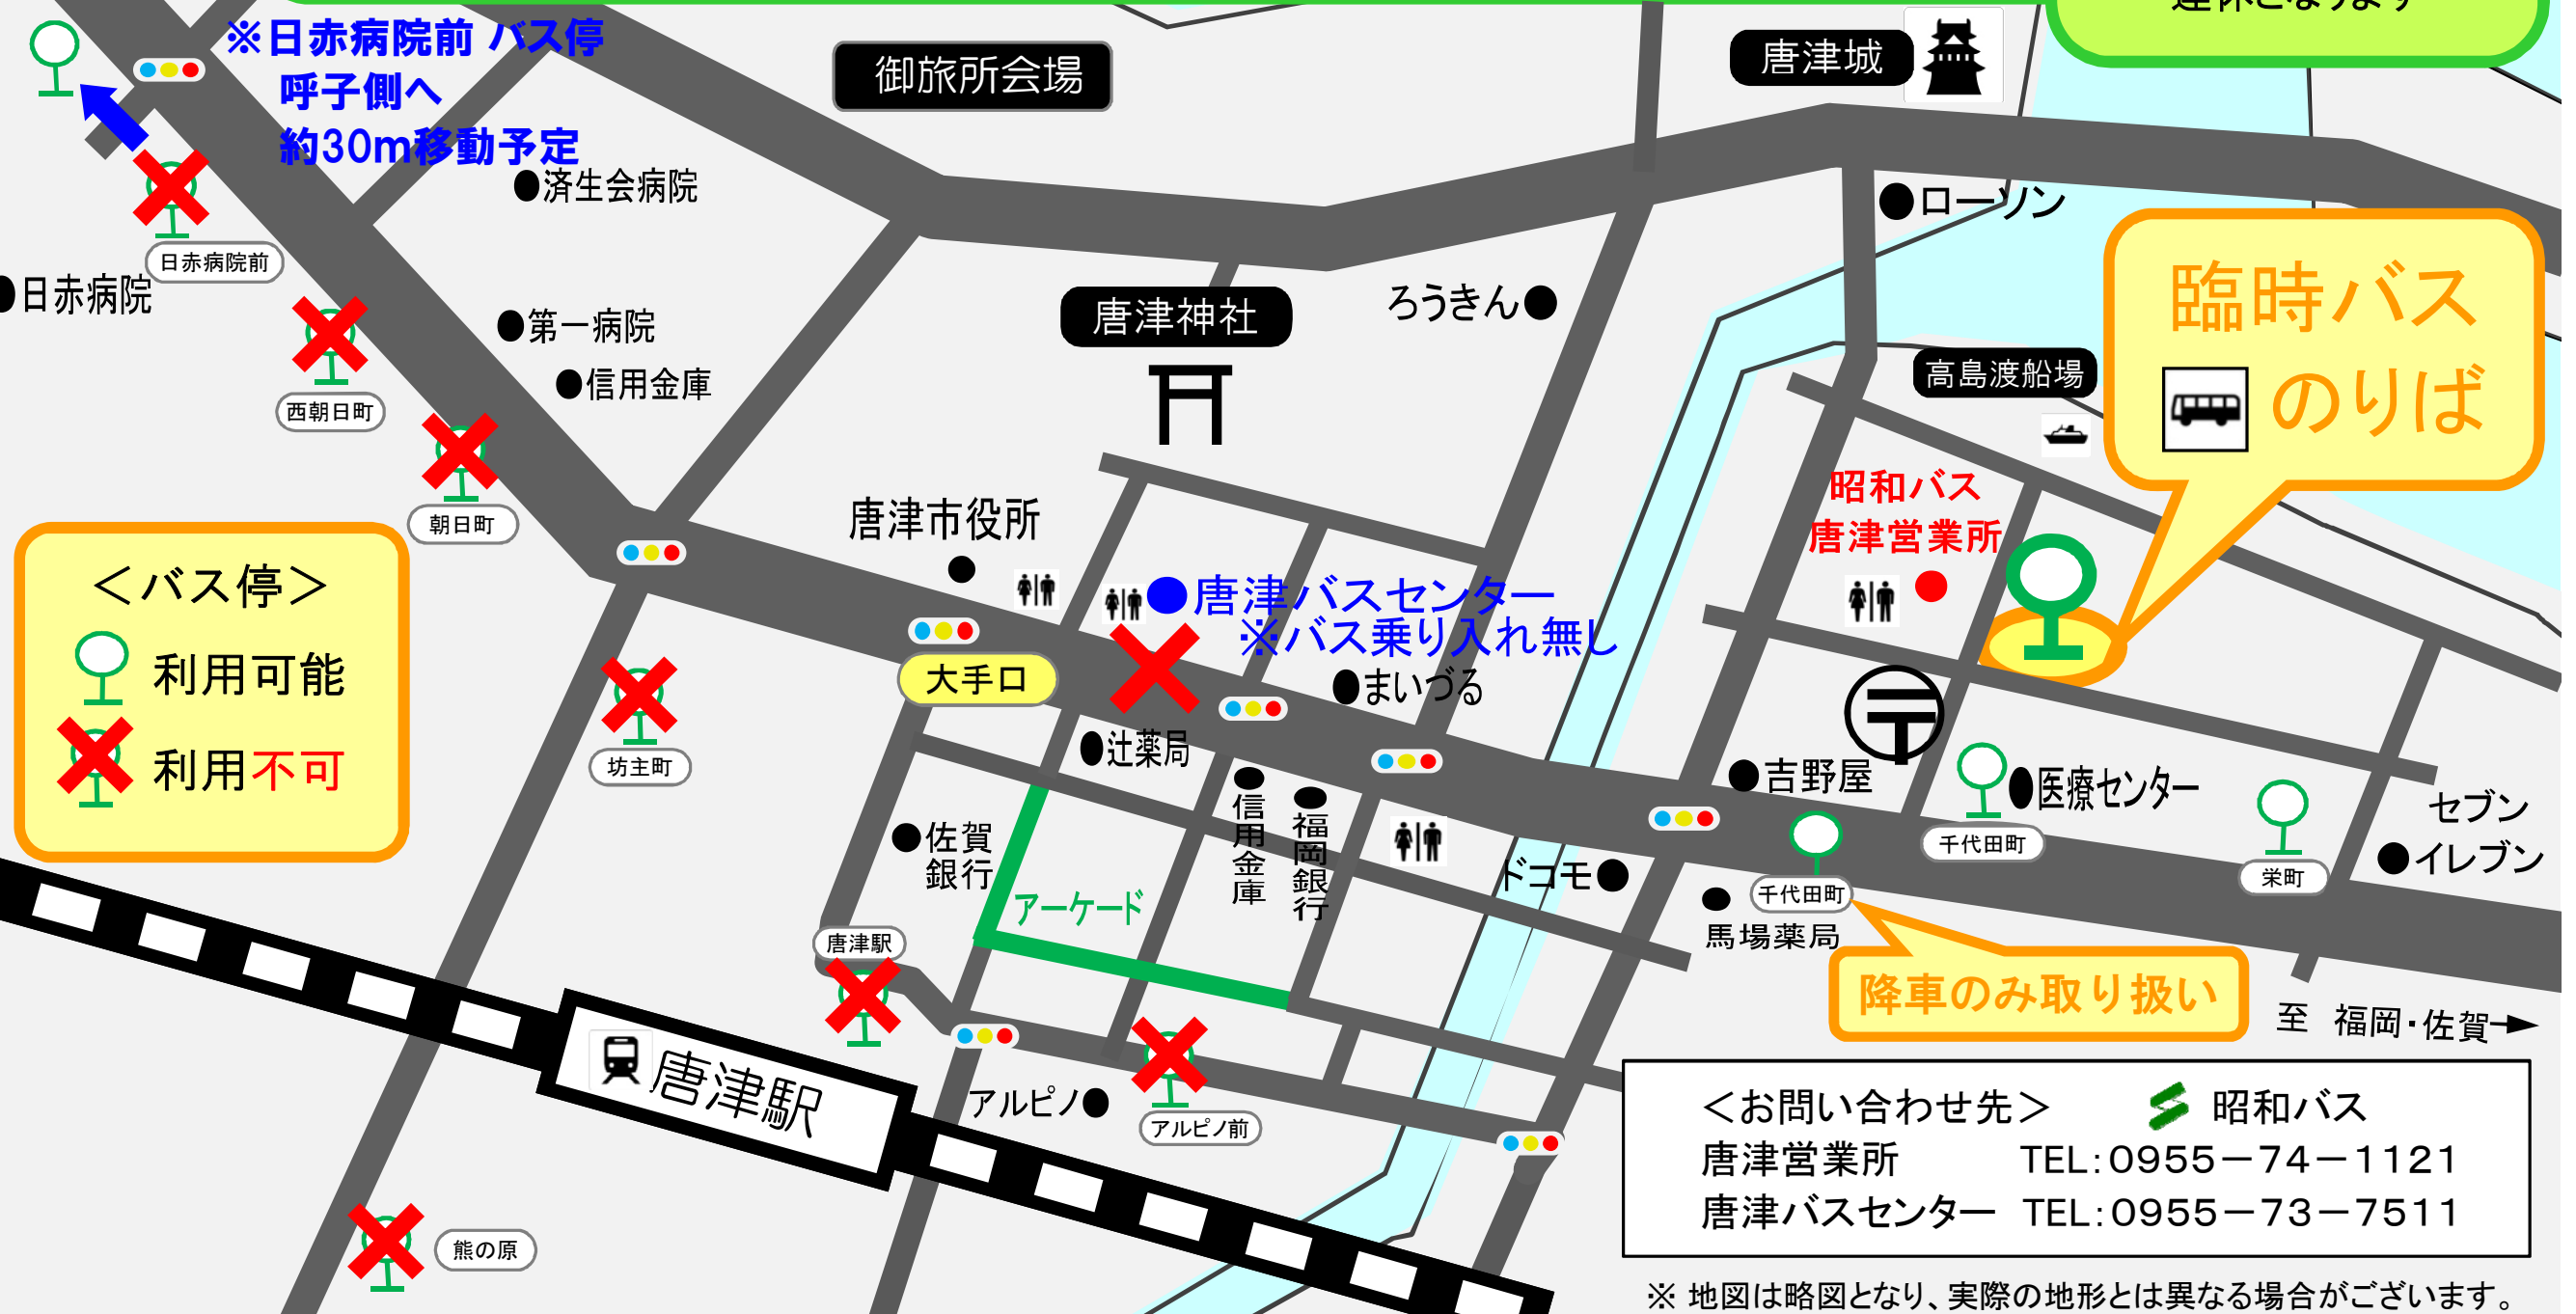 運休となります
※日赤病院前 バス停
呼子側へ
約30m移動予定
御旅所会場
唐津城
済生会病院
ローソン
日赤病院前
日赤病院
臨時バス
のりば
第一病院
信用金庫
唐津神社
ろうきん
高島渡船場
西朝日町
朝日町
唐津市役所
昭和バス
唐津営業所
＜バス停＞
利用可能
利用不可
唐津バスセンター
※バス乗り入れ無し
大手口
まいづる
坊主町
辻薬局
吉野屋
医療センター
信用金庫
福岡銀行
佐賀
銀行
千代田町
セブン
イレブン
栄町
ドコモ
千代田町
アーケード
馬場薬局
唐津駅
降車のみ取り扱い
至 福岡・佐賀→
唐津駅
アルピノ
アルピノ前
＜お問い合わせ先＞ 昭和バス
唐津営業所 TEL:0955－74－1121
唐津バスセンター TEL:0955－73－7511
熊の原
※ 地図は略図となり、実際の地形とは異なる場合がございます。